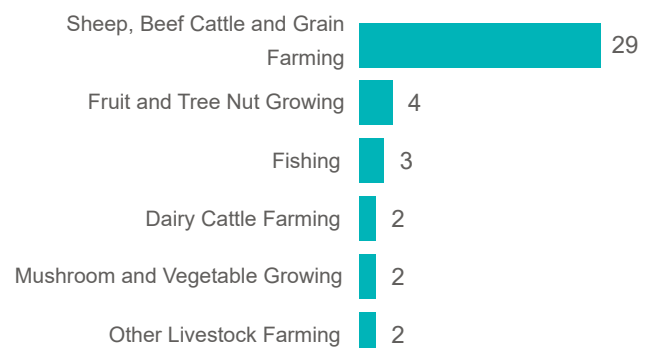 Sheep, Beef Cattle and Grain
Farming
29
Fruit and Tree Nut Growing
4
Fishing
3
Dairy Cattle Farming
2
Mushroom and Vegetable Growing
2
Other Livestock Farming
2